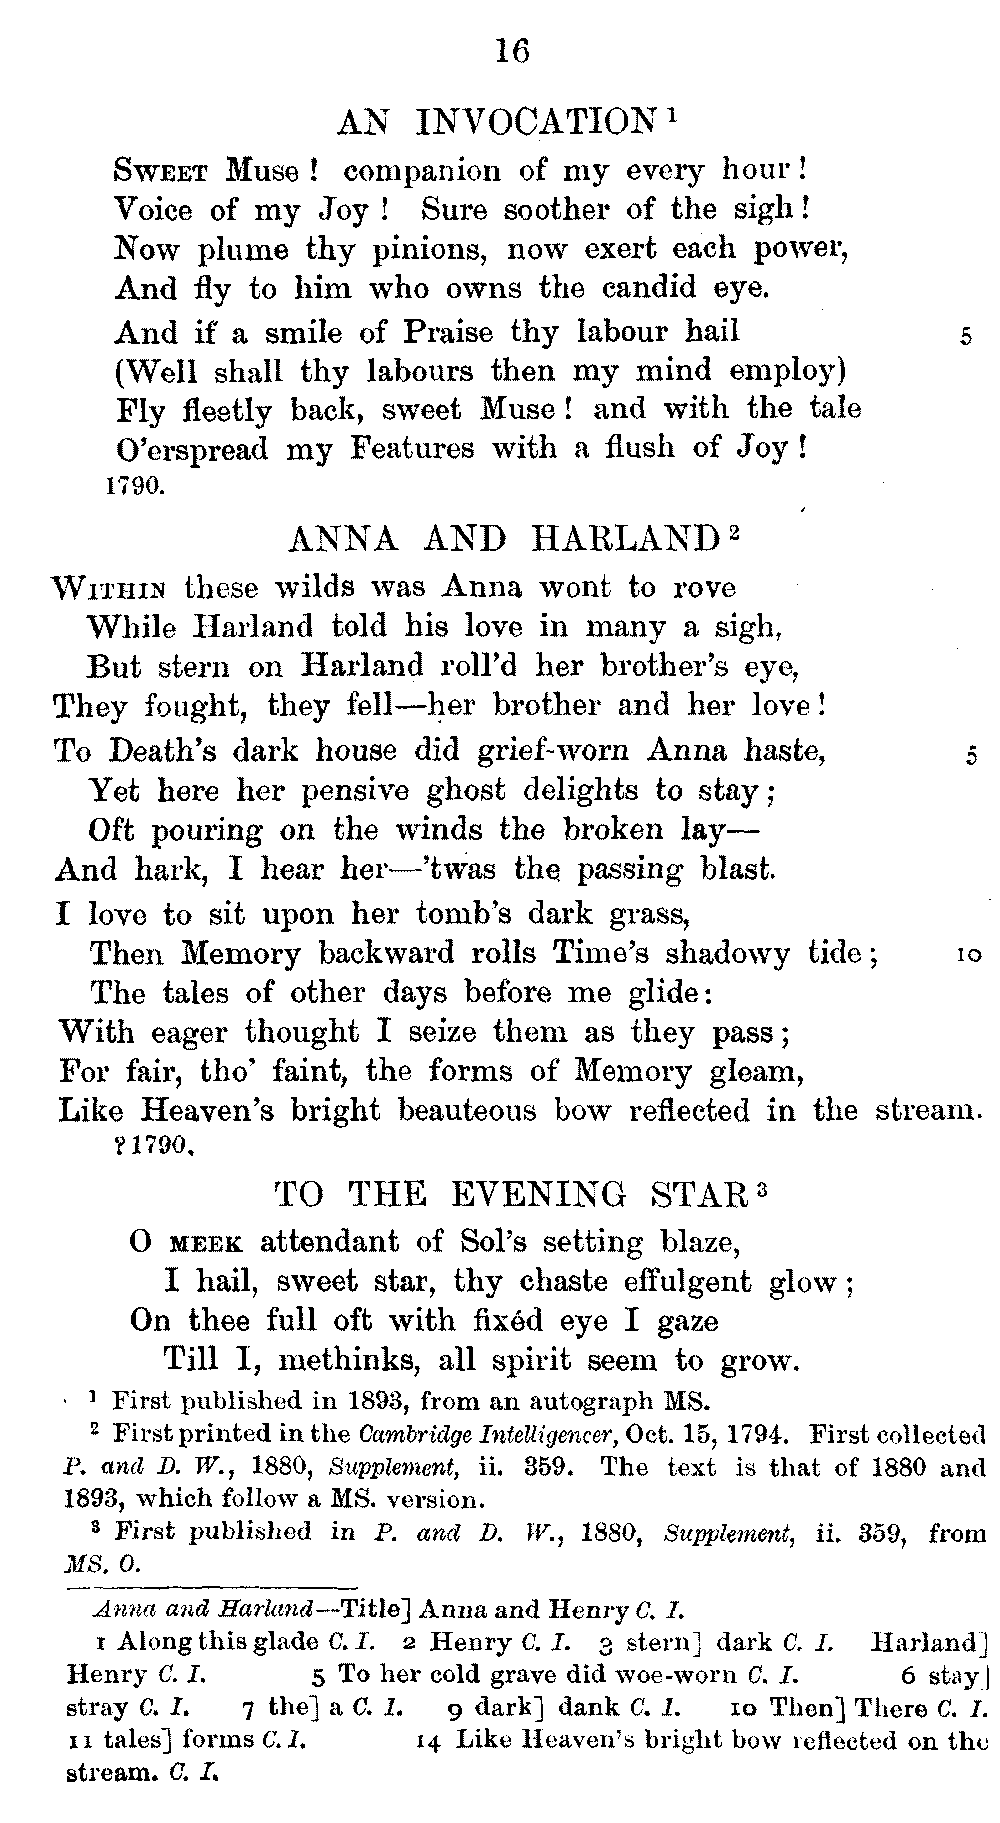 16
AN INVOCATION ¹
SWEET Muse ! companion of my every hour !
Voice of my Joy ! Sure soother of the sigh !
Now plume thy pinions, now exert each power,
And fly to him who owns the candid eye.
And if a smile of Praise thy labour hail 5
(Well shall thy labours then my mind employ)
Fly fleetly back, sweet Muse ! and with the tale
O'erspread my Features with a flush of Joy !
1790.
ANNA AND HARLAND ²
WITHIN these wilds was Anna wont to rove
While Harland told his love in many a sigh,
But stern on Harland roll'd her brother's eye,
They fought, they fell—her brother and her love !
To Death's dark house did grief-worn Anna haste, 5
Yet here her pensive ghost delights to stay ;
Oft pouring on the winds the broken lay—
And hark, I hear her—'twas the passing blast.
I love to sit upon her tomb's dark grass,
Then Memory backward rolls Time's shadowy tide ; 10
The tales of other days before me glide :
With eager thought I seize them as they pass ;
For fair, tho' faint, the forms of Memory gleam,
Like Heaven's bright beauteous bow reflected in the stream.
? 1790.
TO THE EVENING STAR ³
O MEEK attendant of Sol's setting blaze,
I hail, sweet star, thy chaste effulgent glow ;
On thee full oft with fixéd eye I gaze
Till I, methinks, all spirit seem to grow.
¹ First published in 1893, from an autograph MS.
² First printed in the Cambridge Intelligencer, Oct. 15, 1794. First collected
P. and D. W., 1880, Supplement, ii. 359. The text is that of 1880 and
1893, which follow a MS. version.
³ First published in P. and D. W., 1880, Supplement, ii. 359, from
MS. O.
Anna and Harland—Title] Anna and Henry C. I.
1 Along this glade C. I. 2 Henry C. I. 3 stern] dark C. I. Harland]
Henry C. I. 5 To her cold grave did woe-worn C. I. 6 stay]
stray C. I. 7 the] a C. I. 9 dark] dank C. I. 10 Then] There C. I.
11 tales] forms C. I. 14 Like Heaven's bright bow reflected on the
stream. C. I.